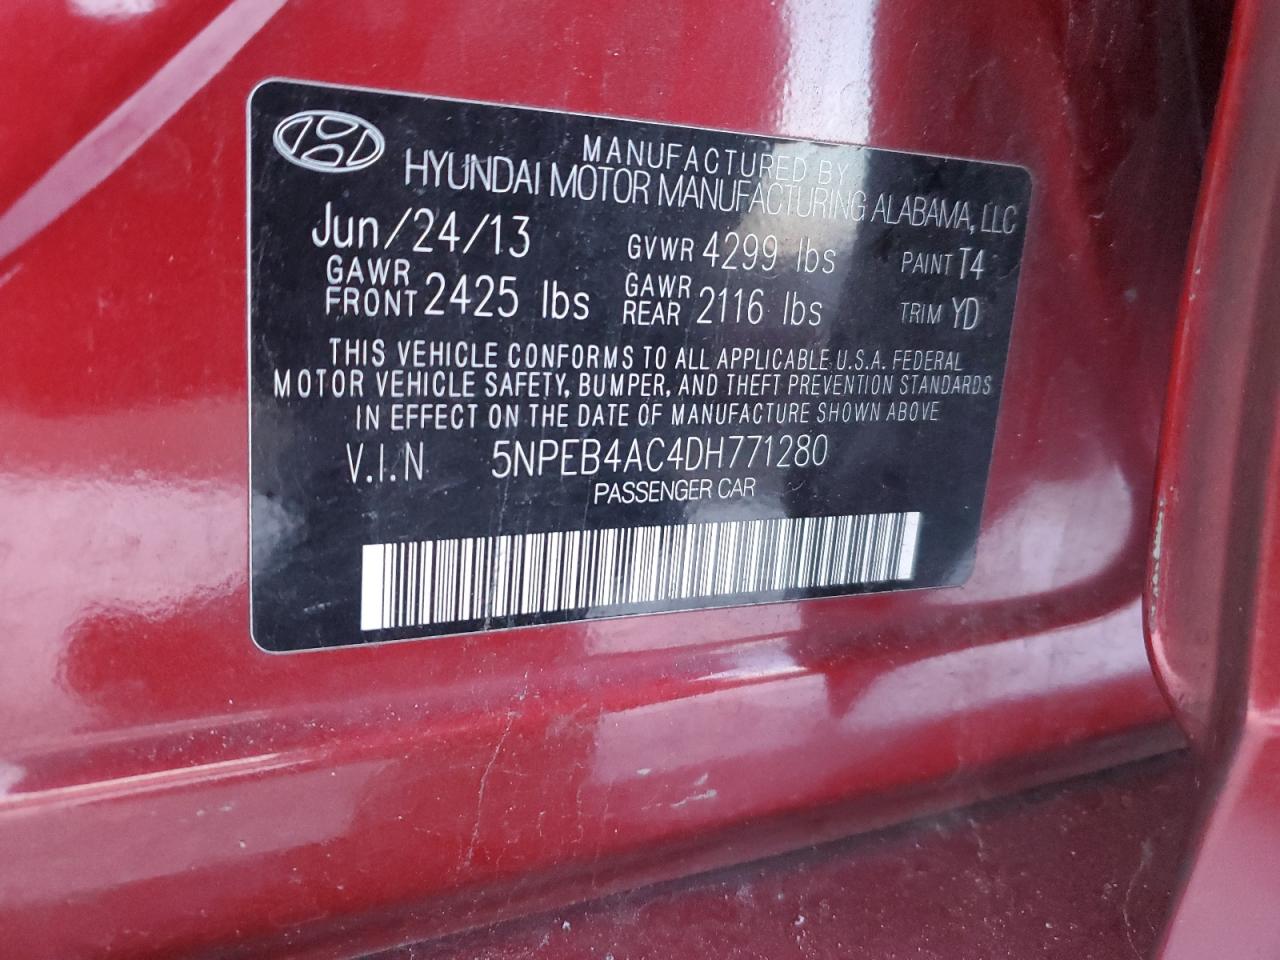 MANUFACTURED BY
HYUNDAI MOTOR MANUFACTURING ALABAMA, LLC
Jun/24/13 GVWR 4299 lbs PAINT T4
GAWR FRONT 2425 lbs GAWR REAR 2116 lbs TRIM YD
THIS VEHICLE CONFORMS TO ALL APPLICABLE U.S.A. FEDERAL
MOTOR VEHICLE SAFETY, BUMPER, AND THEFT PREVENTION STANDARDS
IN EFFECT ON THE DATE OF MANUFACTURE SHOWN ABOVE
V.I.N 5NPEB4AC4DH771280
PASSENGER CAR